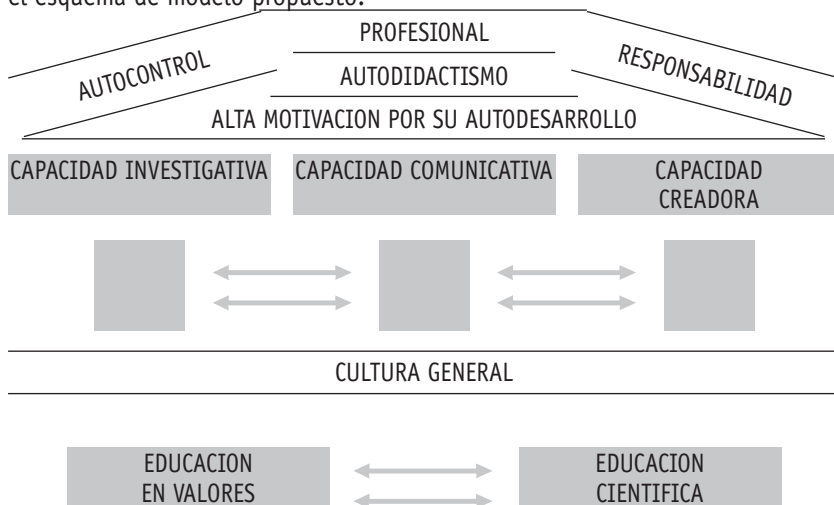 el esquema de modelo propuesto:
PROFESIONAL
AUTOCONTROL
RESPONSABILIDAD
AUTODIDACTISMO
ALTA MOTIVACION POR SU AUTODESARROLLO
CAPACIDAD INVESTIGATIVA
CAPACIDAD COMUNICATIVA
CAPACIDAD
CREADORA
CULTURA GENERAL
EDUCACION
EN VALORES
EDUCACION
CIENTIFICA